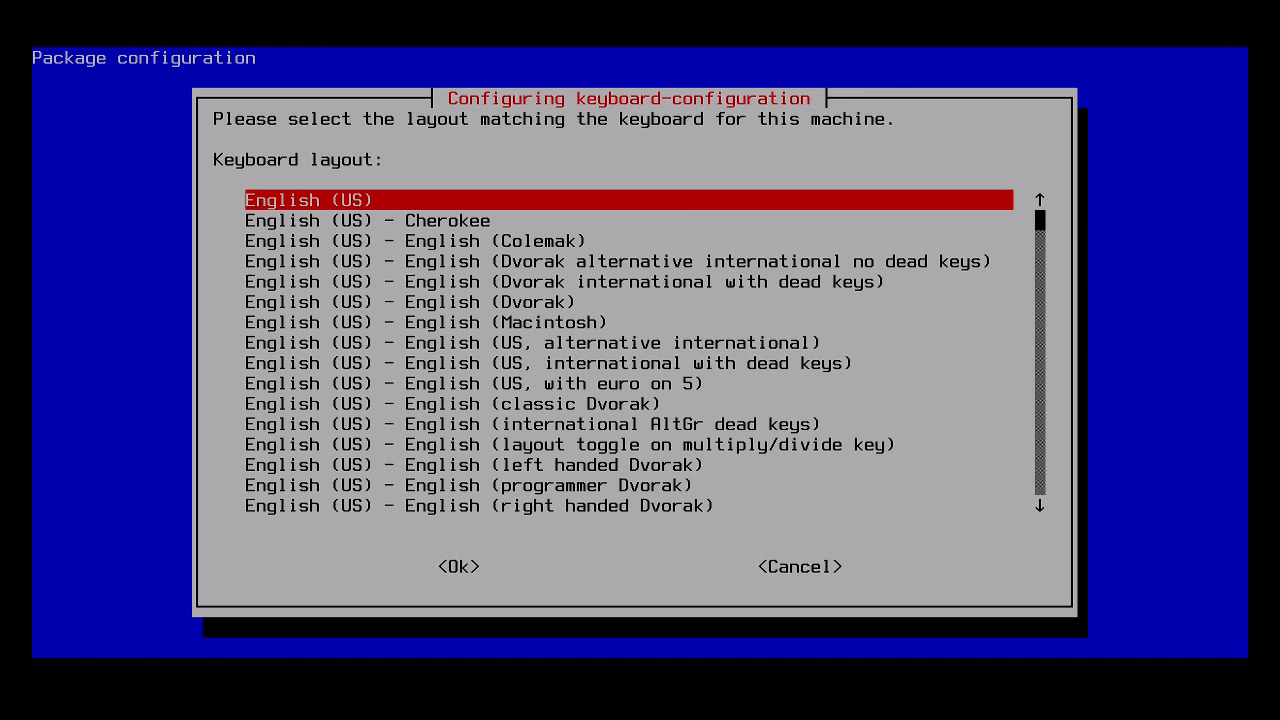 Package configuration
Configuring keyboard-configuration
Please select the layout matching the keyboard for this machine.
Keyboard layout:
English (US)
English (US) - Cherokee
English (US) - English (Colemak)
English (US) - English (Dvorak alternative international no dead keys)
English (US) - English (Dvorak international with dead keys)
English (US) - English (Dvorak)
English (US) - English (Macintosh)
English (US) - English (US, alternative international)
English (US) - English (US, international with dead keys)
English (US) - English (US, with euro on 5)
English (US) - English (classic Dvorak)
English (US) - English (international AltGr dead keys)
English (US) - English (layout toggle on multiply/divide key)
English (US) - English (left handed Dvorak)
English (US) - English (programmer Dvorak)
English (US) - English (right handed Dvorak)
<Ok> <Cancel>